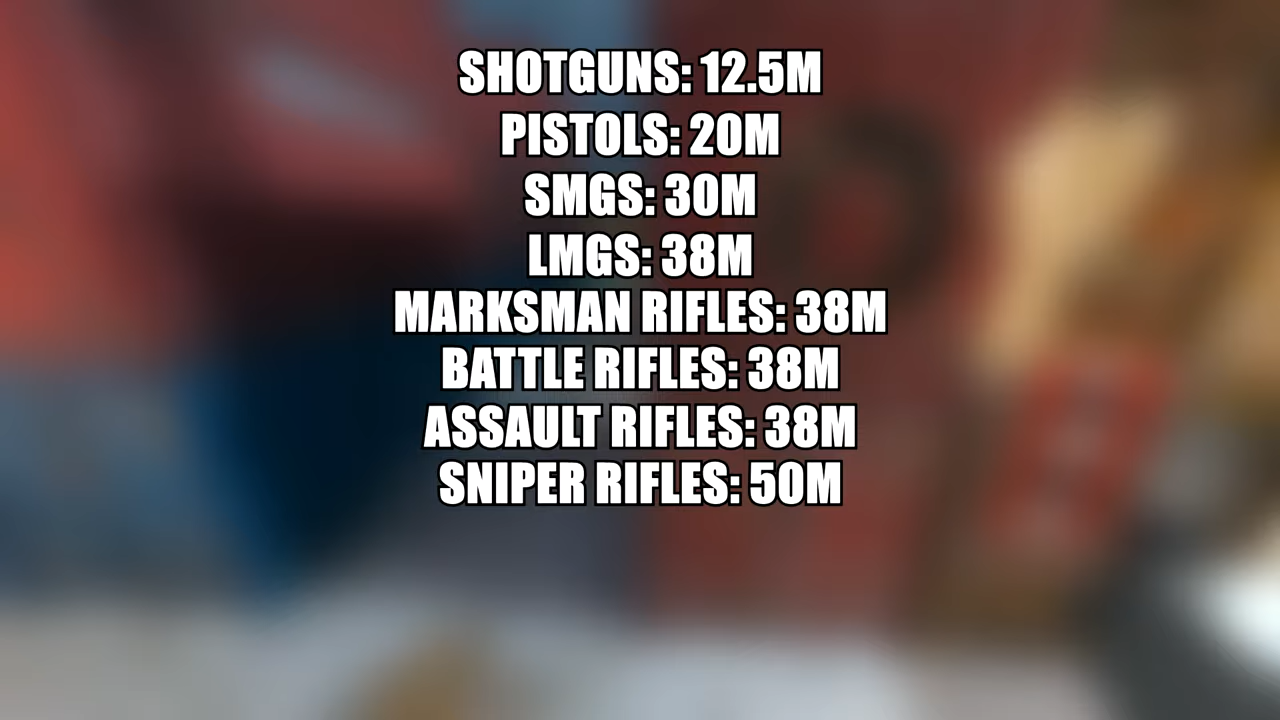 SHOTGUNS: 12.5M
PISTOLS: 20M
SMGS: 30M
LMGS: 38M
MARKSMAN RIFLES: 38M
BATTLE RIFLES: 38M
ASSAULT RIFLES: 38M
SNIPER RIFLES: 50M